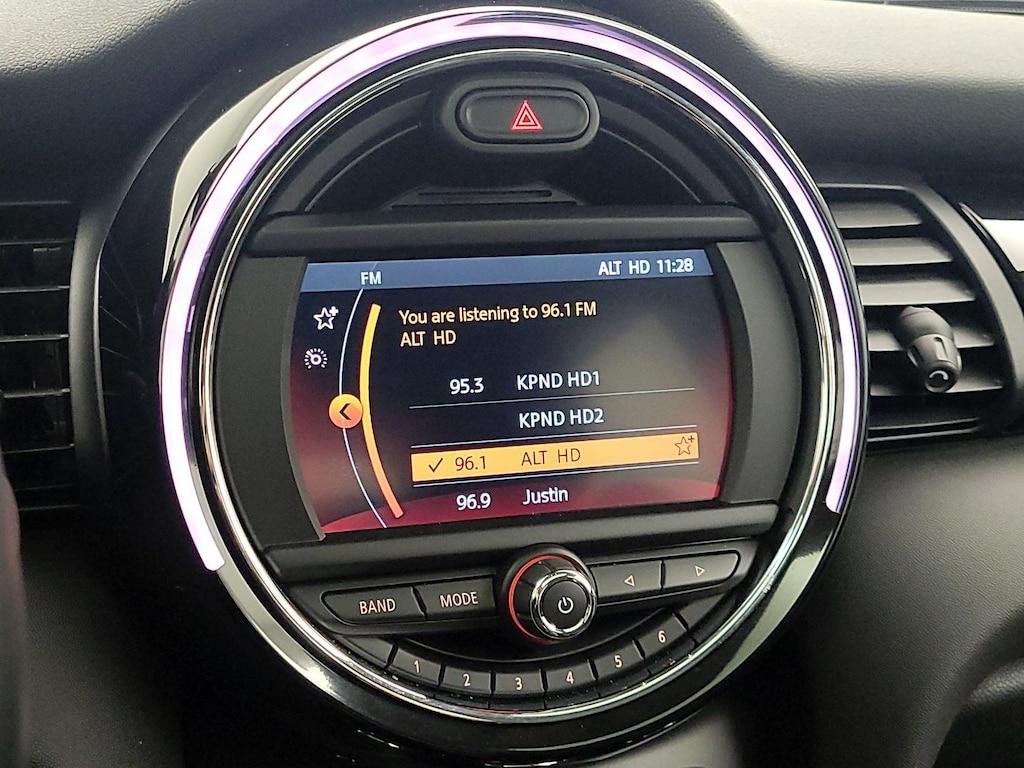 FM ALT HD 11:28
You are listening to 96.1 FM
ALT HD
95.3 KPND HD1
KPND HD2
96.1 ALT HD
96.9 Justin
BAND MODE
1 2 3 4 5 6